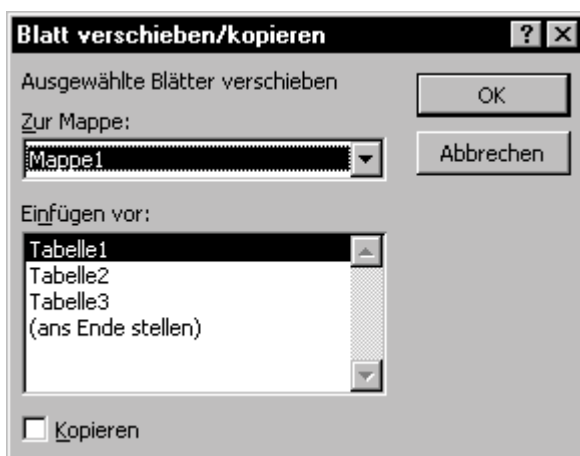 Blatt verschieben/kopieren
Ausgewählte Blätter verschieben
OK
Zur Mappe:
Mappe1
Abbrechen
Einfügen vor:
Tabelle1
Tabelle2
Tabelle3
(ans Ende stellen)
Kopieren